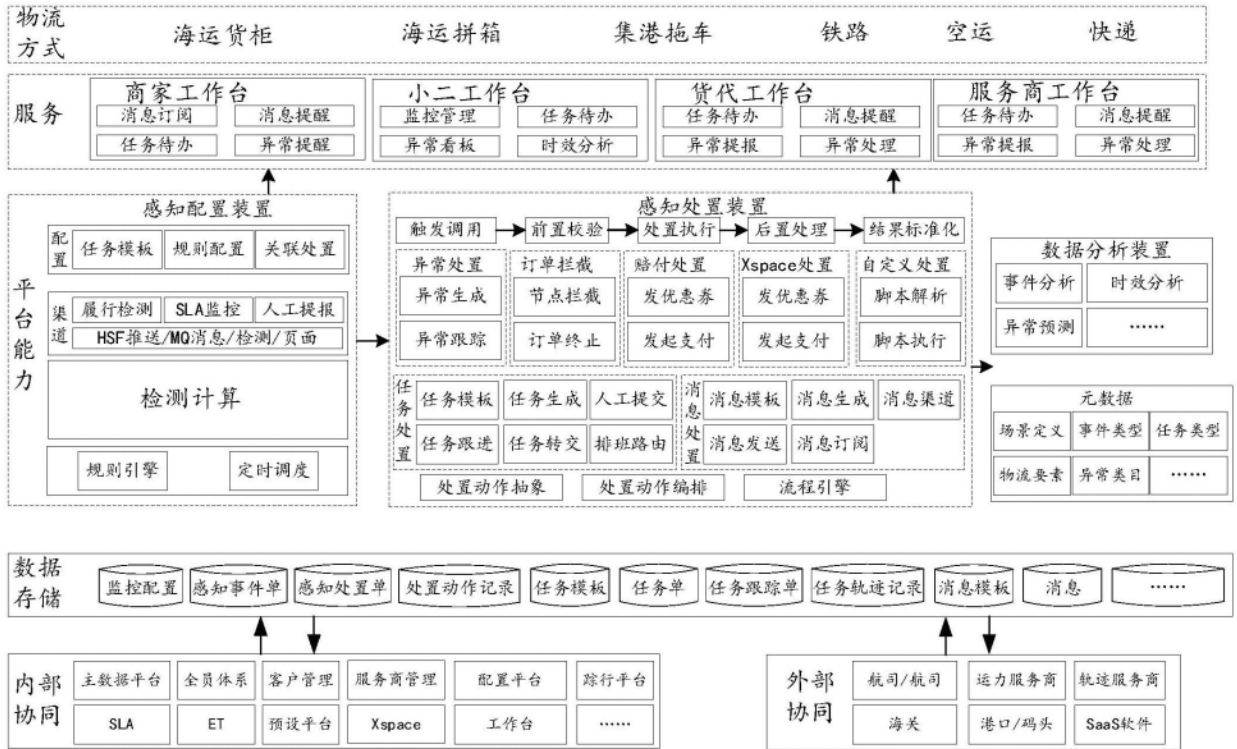 物流方式 海运货柜 海运拼箱 集港拖车 铁路 空运 快递
服务
商家工作台
消息订阅 消息提醒
任务待办 异常提醒
小二工作台
监控管理 任务待办
异常看板 时效分析
货代工作台
任务待办 消息提醒
异常提报 异常处理
服务商工作台
任务待办 消息提醒
异常提报 异常处理
平台能力
感知配置装置
配置 任务模板 规则配置 关联处置
渠道 履行检测 SLA监控 人工提报
HSF推送/MQ消息/检测/页面
检测计算
规则引擎 定时调度
感知处置装置
触发调用 前置校验 处置执行 后置处理 结果标准化
异常处置
异常生成
异常跟踪
订单拦截
节点拦截
订单终止
赔付处置
发优惠券
发起支付
Xspace处置
发优惠券
发起支付
自定义处置
脚本解析
脚本执行
任务处置
任务模板 任务生成 人工提交
任务跟进 任务转交 排班路由
消息处置
消息模板 消息生成 消息渠道
消息发送 消息订阅
处置动作抽象 处置动作编排 流程引擎
数据分析装置
事件分析 时效分析
异常预测 ……
元数据
场景定义 事件类型 任务类型
物流要素 异常类目 ……
数据存储
监控配置 感知事件单 感知处置单 处置动作记录 任务模板 任务单 任务跟踪单 任务轨迹记录 消息模板 消息 ……
内部协同
主数据平台 全员体系 客户管理 服务商管理 配置平台 踪行平台
SLA ET 预设平台 Xspace 工作台 ……
外部协同
航司/航司 运力服务商 轨迹服务商
海关 港口/码头 SaaS软件